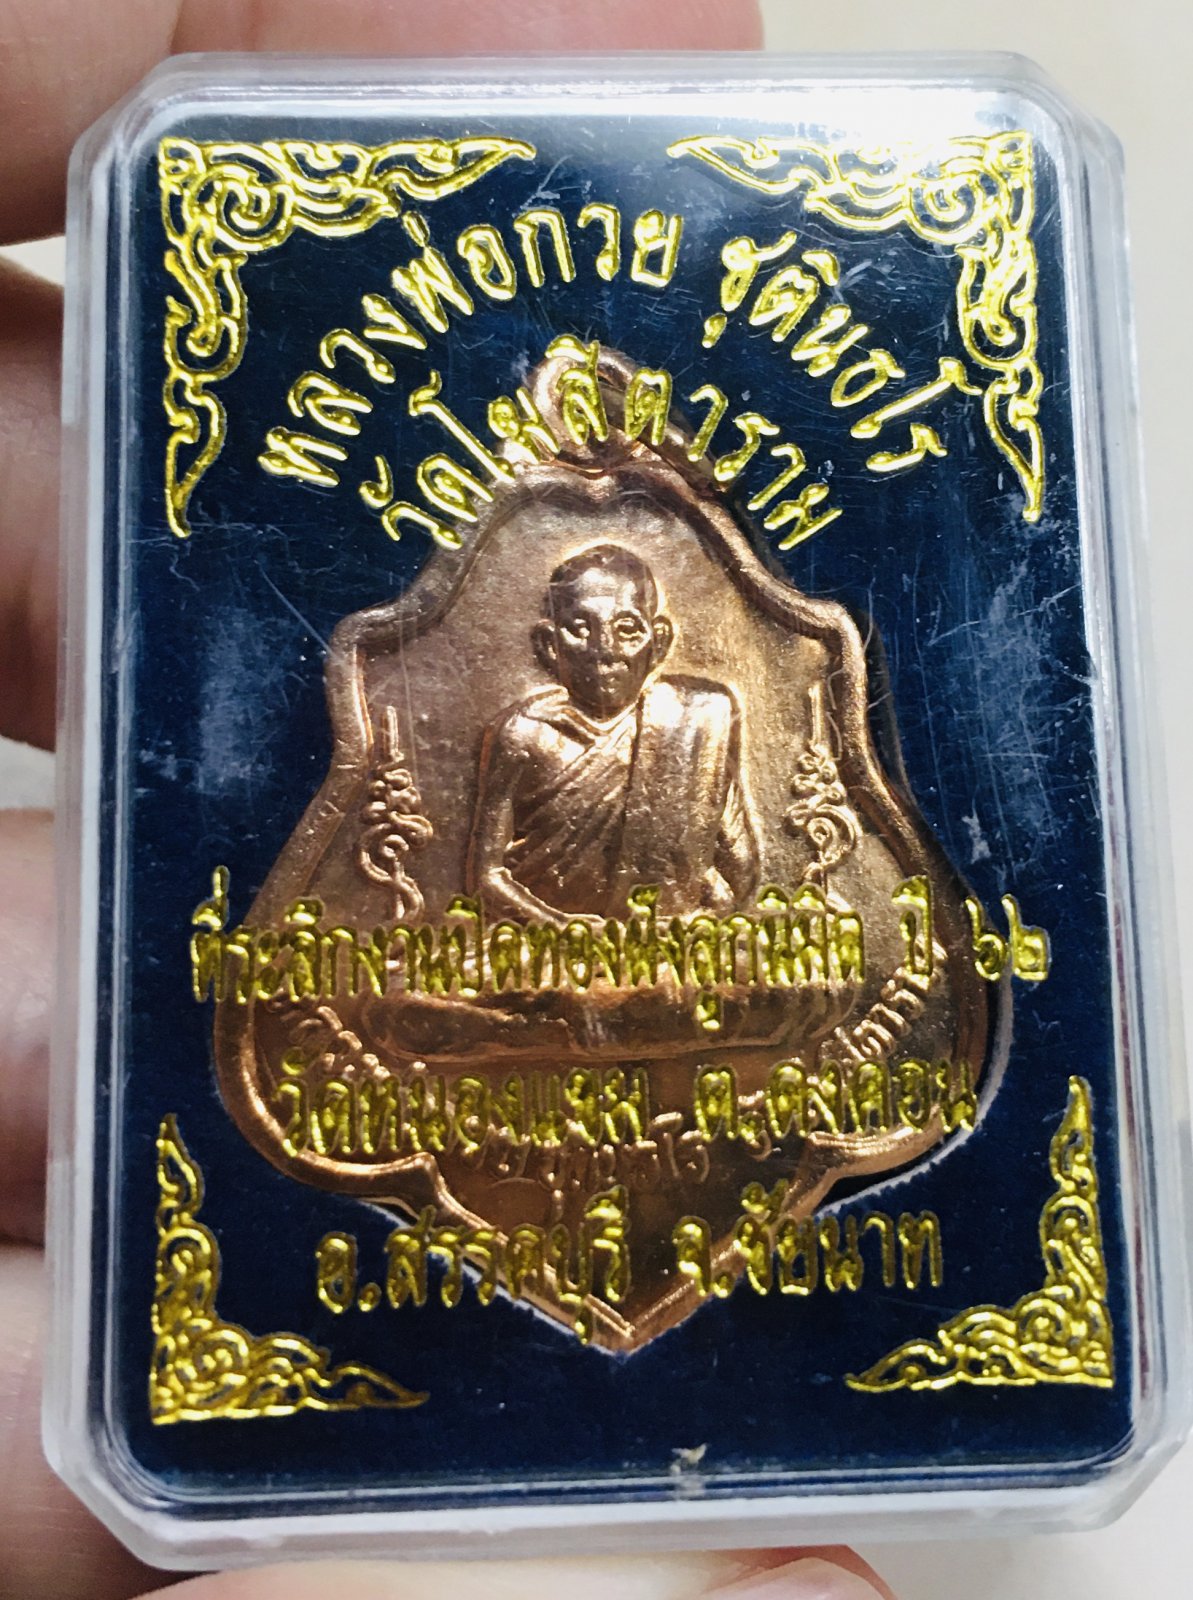 หลวงพ่อกวย ชุตินฺธโร
วัดโฆสิตาราม
ที่ระลึกงานปิดทองฝังลูกนิมิต ปี ๖๒
วัดหนองแขม ต.ดงคอน
อ.สรรคบุรี จ.ชัยนาท